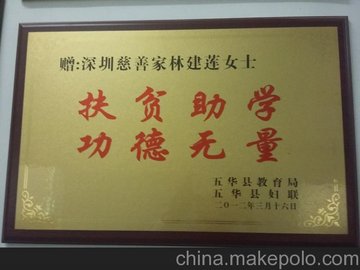 赠:深圳慈善家林建莲女士
扶贫助学
功德无量
五华县教育局
五华县妇联
二〇一二年三月十六日
china.makepolo.com